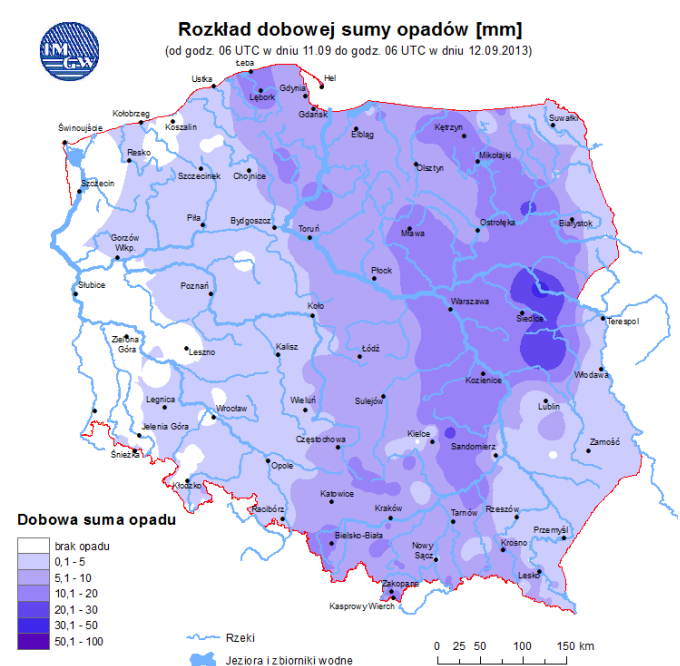 Rozkład dobowej sumy opadów [mm]
(od godz. 06 UTC w dniu 11.09 do godz. 06 UTC w dniu 12.09.2013)
IM
GW
Łeba
Ustka
Hel
Lębork
Gdynia
Gdańsk
Kołobrzeg
Koszalin
Świnoujście
Elbląg
Kętrzyn
Suwałki
Resko
Szczecinek
Chojnice
Olsztyn
Mikołajki
Szczecin
Piła
Bydgoszcz
Toruń
Mława
Ostrołęka
Białystok
Gorzów
Wlkp.
Płock
Słubice
Poznań
Koło
Warszawa
Siedlce
Terespol
Zielona
Góra
Leszno
Kalisz
Łódź
Kozienice
Włodawa
Legnica
Wrocław
Wieluń
Sulejów
Lublin
Jelenia Góra
Śnieżka
Częstochowa
Kielce
Sandomierz
Zamość
Opole
Kłodzko
Katowice
Racibórz
Kraków
Tarnów
Rzeszów
Przemyśl
Bielsko-Biała
Nowy
Sącz
Krosno
Lesko
Zakopane
Kasprowy Wierch
Dobowa suma opadu
brak opadu
0,1 - 5
5,1 - 10
10,1 - 20
20,1 - 30
30,1 - 50
50,1 - 100
Rzeki
Jeziora i zbiorniki wodne
0 25 50 100 150 km